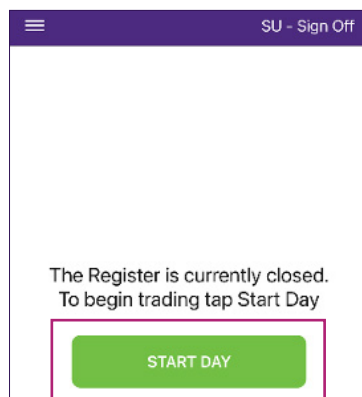 SU - Sign Off
The Register is currently closed.
To begin trading tap Start Day
START DAY